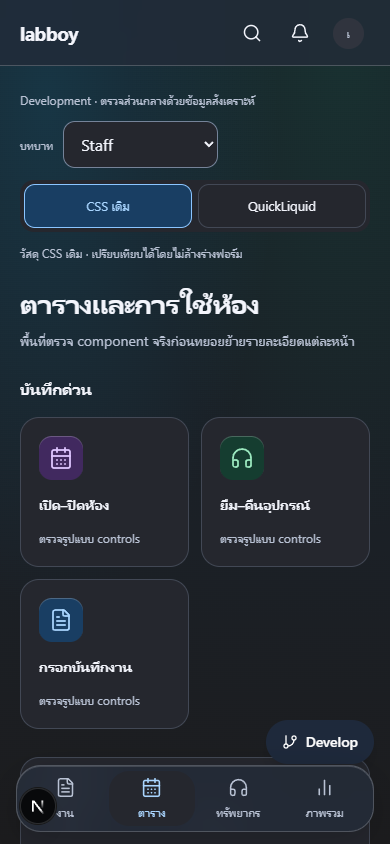 labboy
Development · ตรวจส่วนกลางด้วยข้อมูลสังเคราะห์
บทบาท Staff
CSS เดิม QuickLiquid
วัสดุ CSS เดิม · เปรียบเทียบได้โดยไม่ล้างร่างฟอร์ม
ตารางและการใช้ห้อง
พื้นที่ตรวจ component จริงก่อนทยอยย้ายรายละเอียดแต่ละหน้า
บันทึกด่วน
เปิด–ปิดห้อง
ตรวจรูปแบบ controls
ยืม–คืนอุปกรณ์
ตรวจรูปแบบ controls
กรอกบันทึกงาน
ตรวจรูปแบบ controls
Develop
N
งาน ตาราง ทรัพยากร ภาพรวม